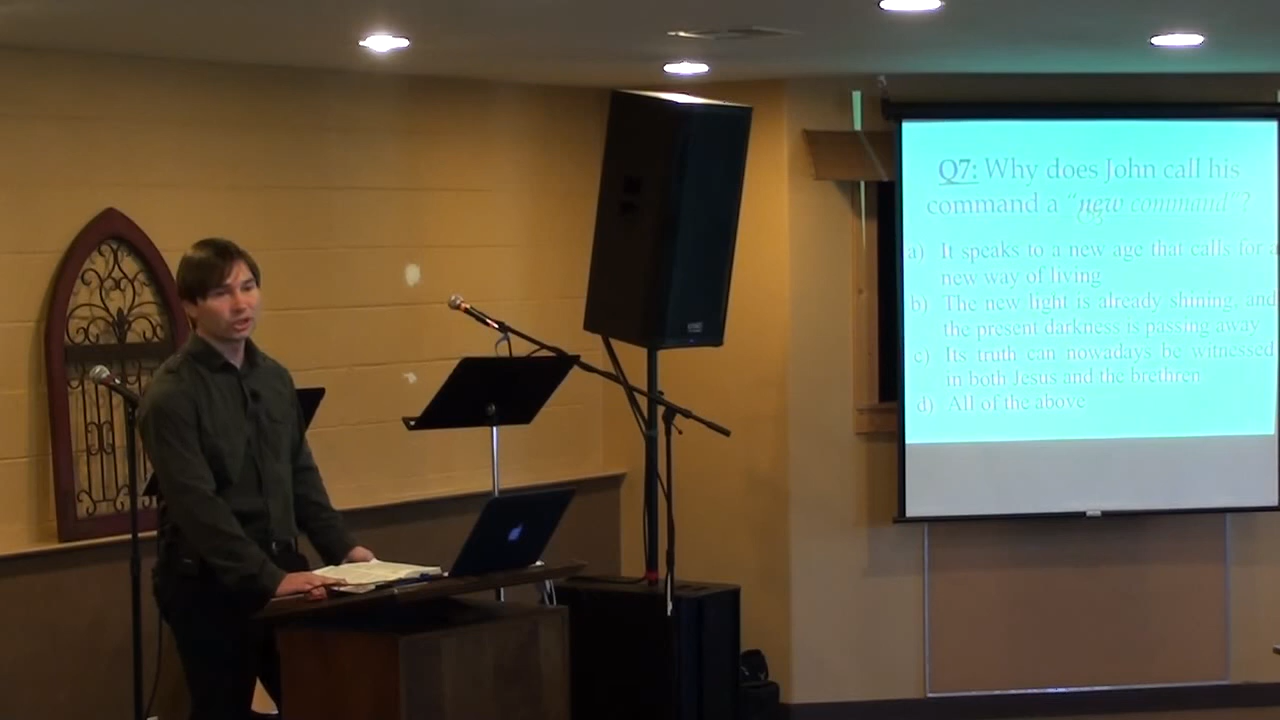 Q7: Why does John call his
command a "new command"?
a) It speaks to a new age that calls for a
new way of living
b) The new light is already shining, and
the present darkness is passing away
c) Its truth can nowadays be witnessed
in both Jesus and the brethren
d) All of the above